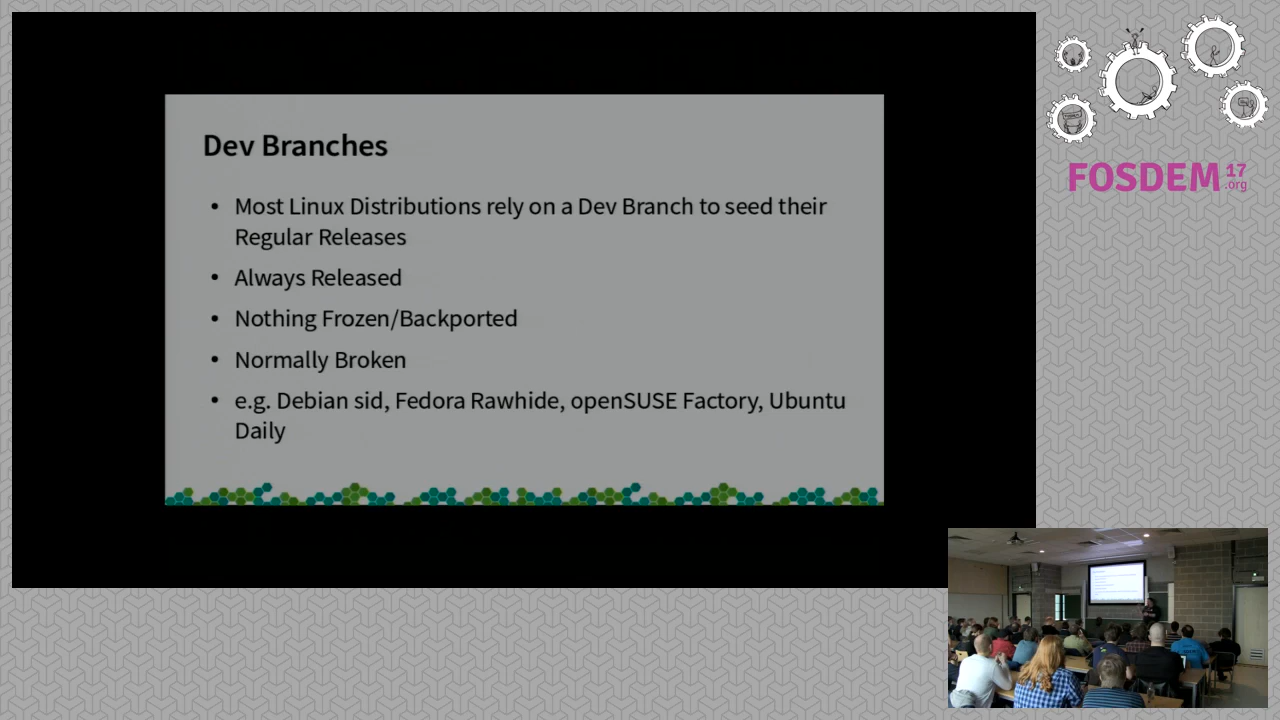 Dev Branches
• Most Linux Distributions rely on a Dev Branch to seed their
Regular Releases
• Always Released
• Nothing Frozen/Backported
• Normally Broken
• e.g. Debian sid, Fedora Rawhide, openSUSE Factory, Ubuntu
Daily
FOSDEM 17
.org